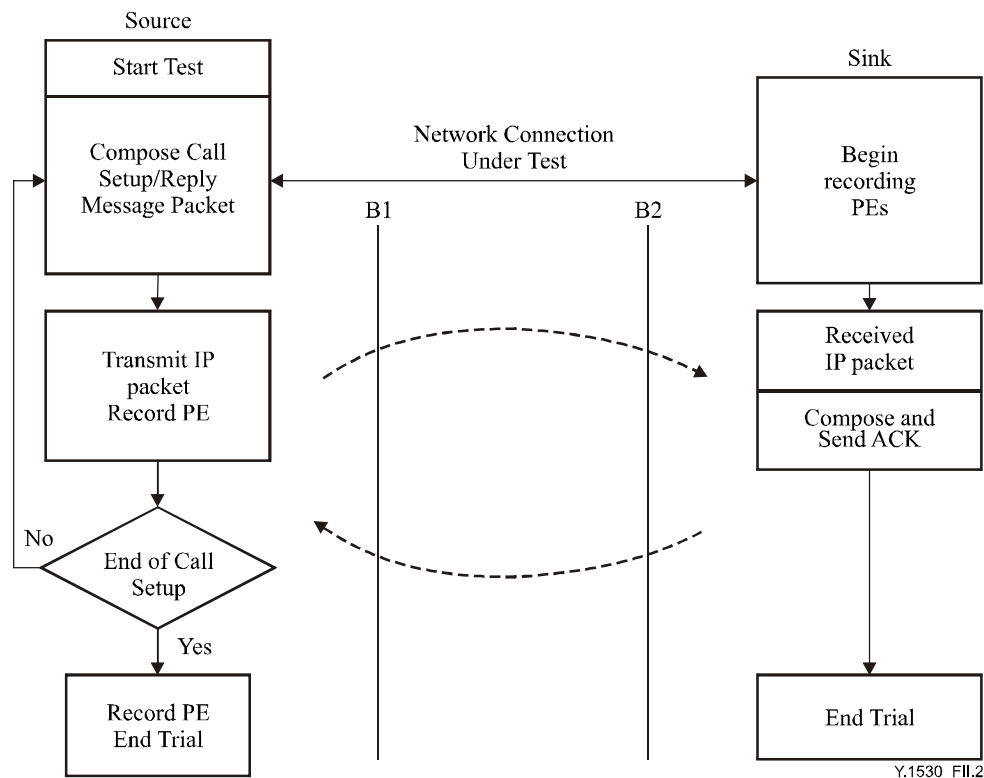 Source
Start Test
Compose Call
Setup/Reply
Message Packet
Transmit IP
packet
Record PE
No
End of Call
Setup
Yes
Record PE
End Trial
Network Connection
Under Test
B1
B2
Sink
Begin
recording
PEs
Received
IP packet
Compose and
Send ACK
End Trial
Y.1530 FII.2